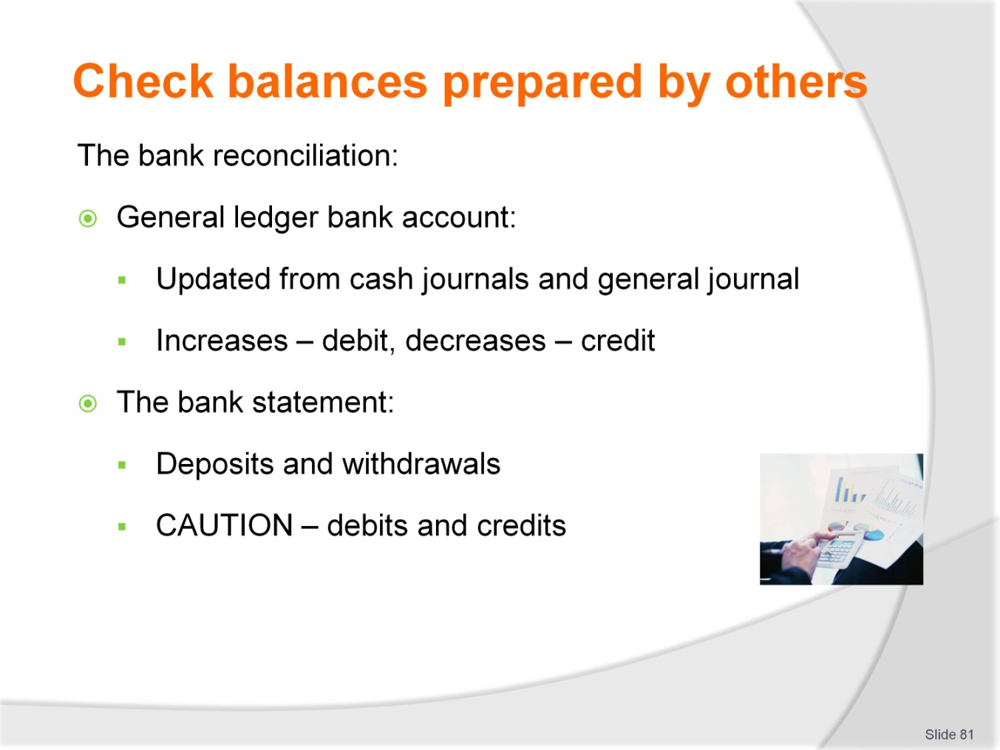 Check balances prepared by others
The bank reconciliation:
General ledger bank account:
Updated from cash journals and general journal
Increases – debit, decreases – credit
The bank statement:
Deposits and withdrawals
CAUTION – debits and credits
Slide 81